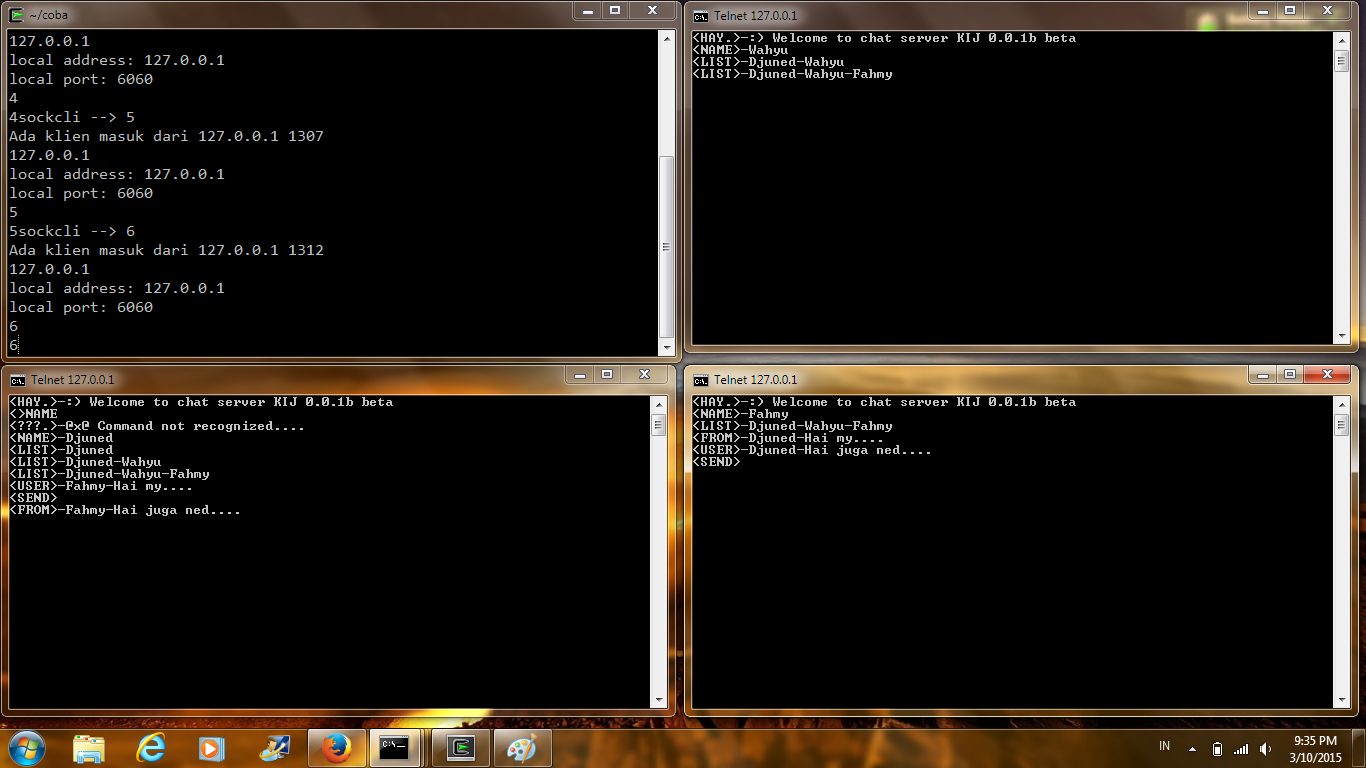 ~/coba
127.0.0.1
local address: 127.0.0.1
local port: 6060
4
4sockcli --> 5
Ada klien masuk dari 127.0.0.1 1307
127.0.0.1
local address: 127.0.0.1
local port: 6060
5
5sockcli --> 6
Ada klien masuk dari 127.0.0.1 1312
127.0.0.1
local address: 127.0.0.1
local port: 6060
6
6
Telnet 127.0.0.1
<HAY.>-:) Welcome to chat server KIJ 0.0.1b beta
<NAME>-Wahyu
<LIST>-Djuned-Wahyu
<LIST>-Djuned-Wahyu-Fahmy
Telnet 127.0.0.1
<HAY.>-:) Welcome to chat server KIJ 0.0.1b beta
<>NAME
<???.>-@x@ Command not recognized....
<NAME>-Djuned
<LIST>-Djuned
<LIST>-Djuned-Wahyu
<LIST>-Djuned-Wahyu-Fahmy
<USER>-Fahmy-Hai my....
<SEND>
<FROM>-Fahmy-Hai juga ned....
Telnet 127.0.0.1
<HAY.>-:) Welcome to chat server KIJ 0.0.1b beta
<NAME>-Fahmy
<LIST>-Djuned-Wahyu-Fahmy
<FROM>-Djuned-Hai my....
<USER>-Djuned-Hai juga ned....
<SEND>
IN
9:35 PM
3/10/2015